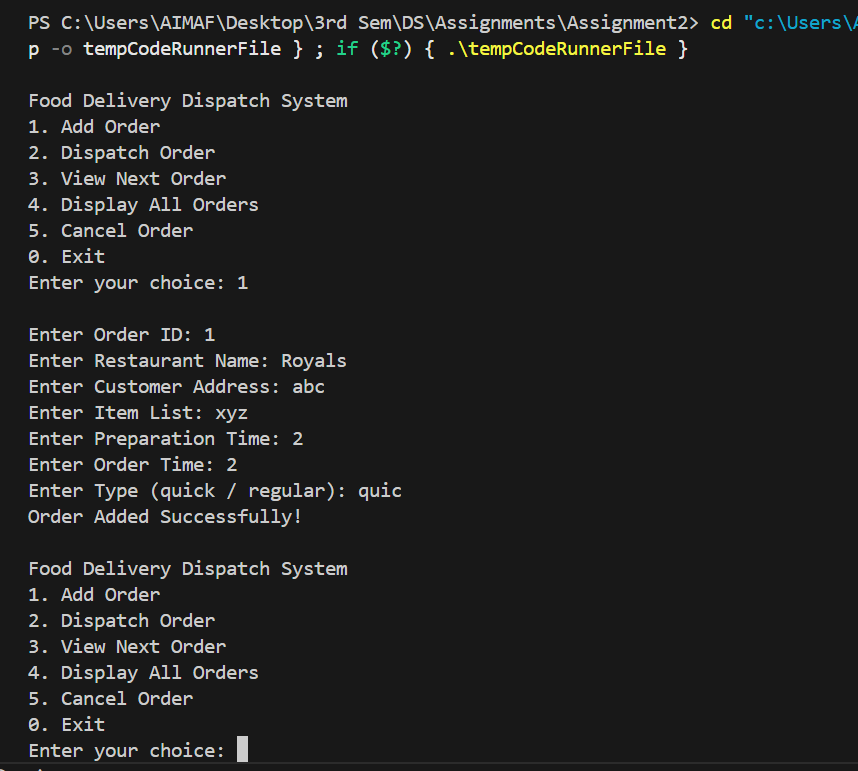 PS C:\Users\AIMAF\Desktop\3rd Sem\DS\Assignments\Assignment2> cd "c:\Users\A
p -o tempCodeRunnerFile } ; if ($?) { .\tempCodeRunnerFile }
Food Delivery Dispatch System
1. Add Order
2. Dispatch Order
3. View Next Order
4. Display All Orders
5. Cancel Order
0. Exit
Enter your choice: 1
Enter Order ID: 1
Enter Restaurant Name: Royals
Enter Customer Address: abc
Enter Item List: xyz
Enter Preparation Time: 2
Enter Order Time: 2
Enter Type (quick / regular): quic
Order Added Successfully!
Food Delivery Dispatch System
1. Add Order
2. Dispatch Order
3. View Next Order
4. Display All Orders
5. Cancel Order
0. Exit
Enter your choice: